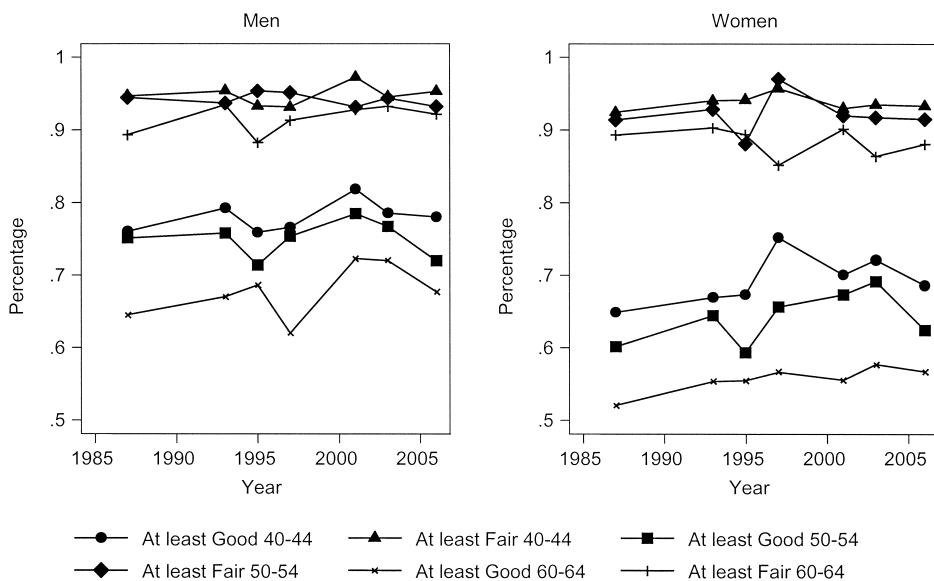 Men Women
1 1
.9 .9
.8 .8
.7 .7
.6 .6
.5 .5
Percentage Percentage
1985 1990 1995 2000 2005 1985 1990 1995 2000 2005
Year Year
At least Good 40-44 At least Fair 40-44 At least Good 50-54
At least Fair 50-54 At least Good 60-64 At least Fair 60-64